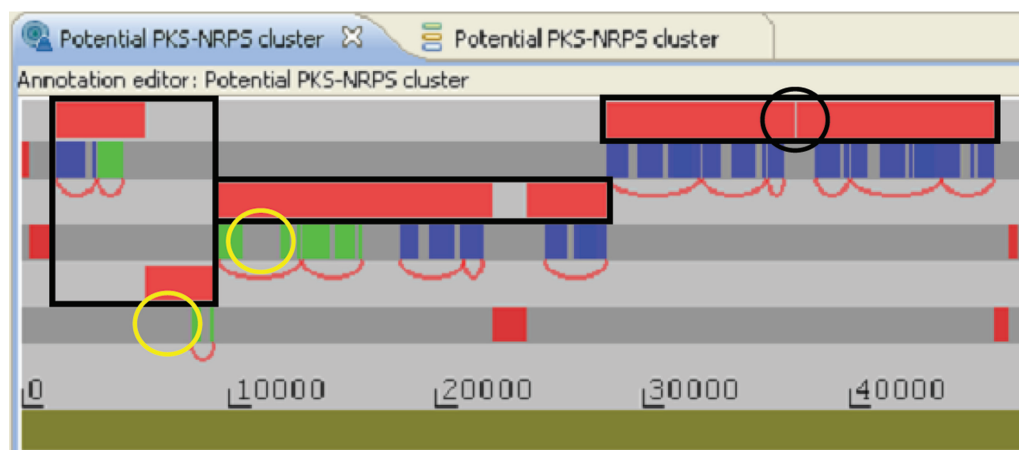 Potential PKS-NRPS cluster Potential PKS-NRPS cluster
Annotation editor: Potential PKS-NRPS cluster
0 10000 20000 30000 40000